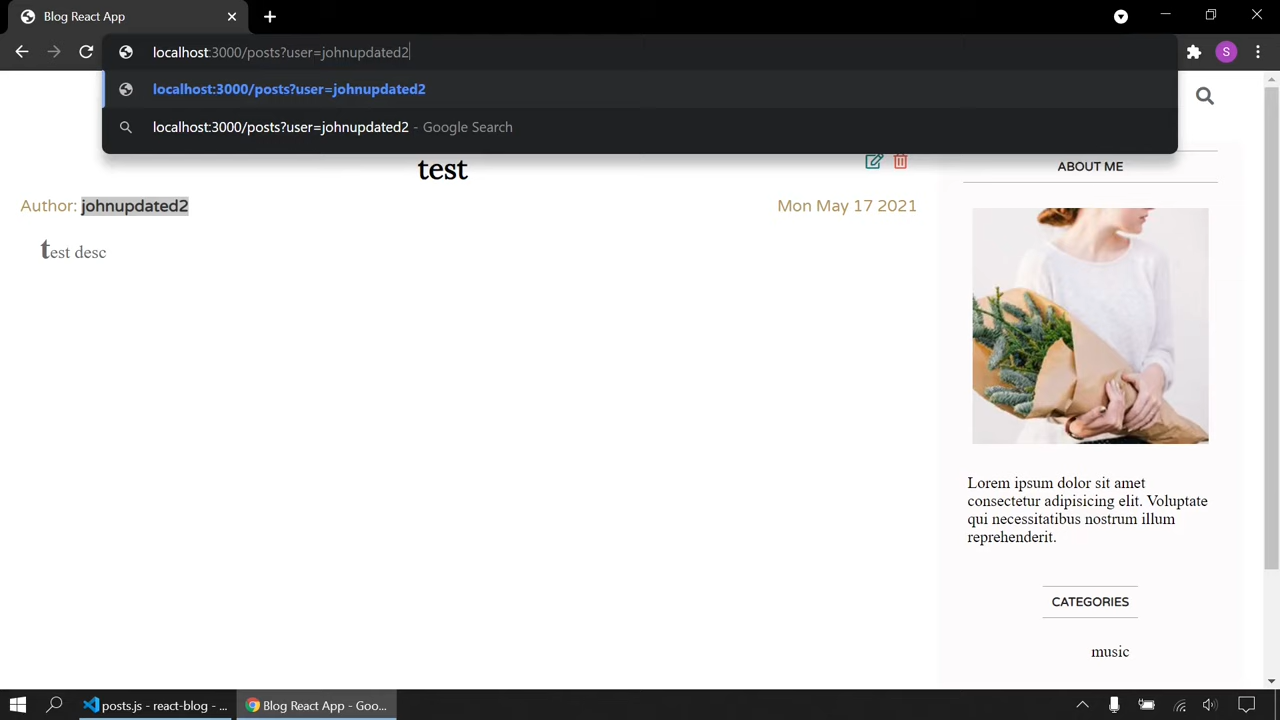 Blog React App
localhost:3000/posts?user=johnupdated2
S
localhost:3000/posts?user=johnupdated2
localhost:3000/posts?user=johnupdated2 - Google Search
test
Author: johnupdated2
Mon May 17 2021
test desc
ABOUT ME
Lorem ipsum dolor sit amet
consectetur adipisicing elit. Voluptate
qui necessitatibus nostrum illum
reprehenderit.
CATEGORIES
music
posts.js - react-blog - ...
Blog React App - Goo...